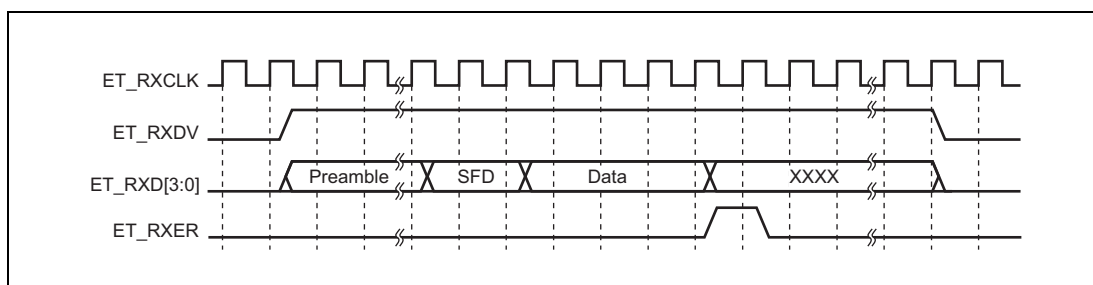 ET_RXCLK
ET_RXDV
ET_RXD[3:0] Preamble SFD Data XXXX
ET_RXER